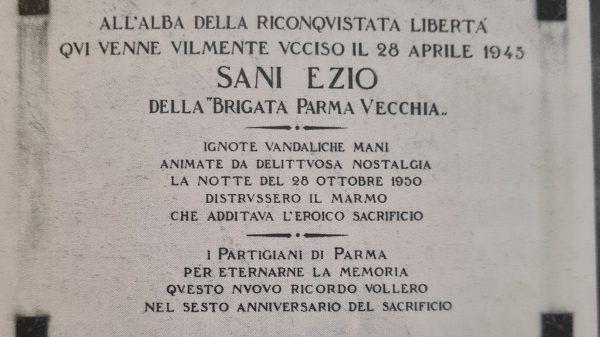 ALL'ALBA DELLA RICONQVISTATA LIBERTÁ
QVI VENNE VILMENTE VCCISO IL 28 APRILE 1945
SANI EZIO
DELLA "BRIGATA PARMA VECCHIA"
IGNOTE VANDALICHE MANI
ANIMATE DA DELITTVOSA NOSTALGIA
LA NOTTE DEL 28 OTTOBRE 1950
DISTRVSSERO IL MARMO
CHE ADDITAVA L'EROICO SACRIFICIO
I PARTIGIANI DI PARMA
PER ETERNARNE LA MEMORIA
QVESTO NVOVO RICORDO VOLLERO
NEL SESTO ANNIVERSARIO DEL SACRIFICIO